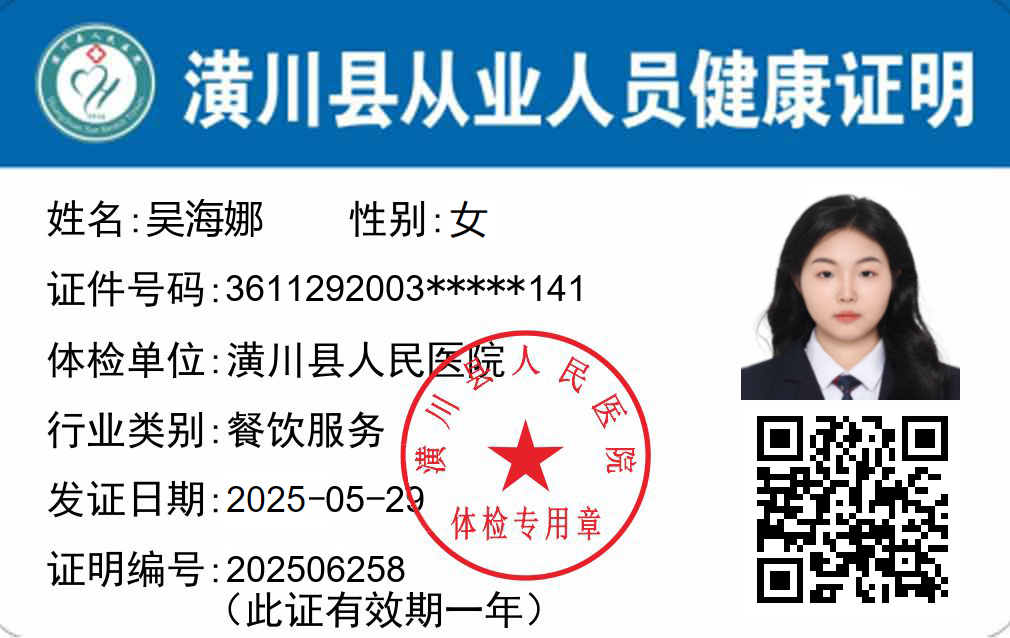 潢川县从业人员健康证明
姓名:吴海娜 性别:女
证件号码:3611292003*****141
体检单位:潢川县人民医院
行业类别:餐饮服务
发证日期:2025-05-29
证明编号:202506258
（此证有效期一年）
潢川县人民医院
体检专用章